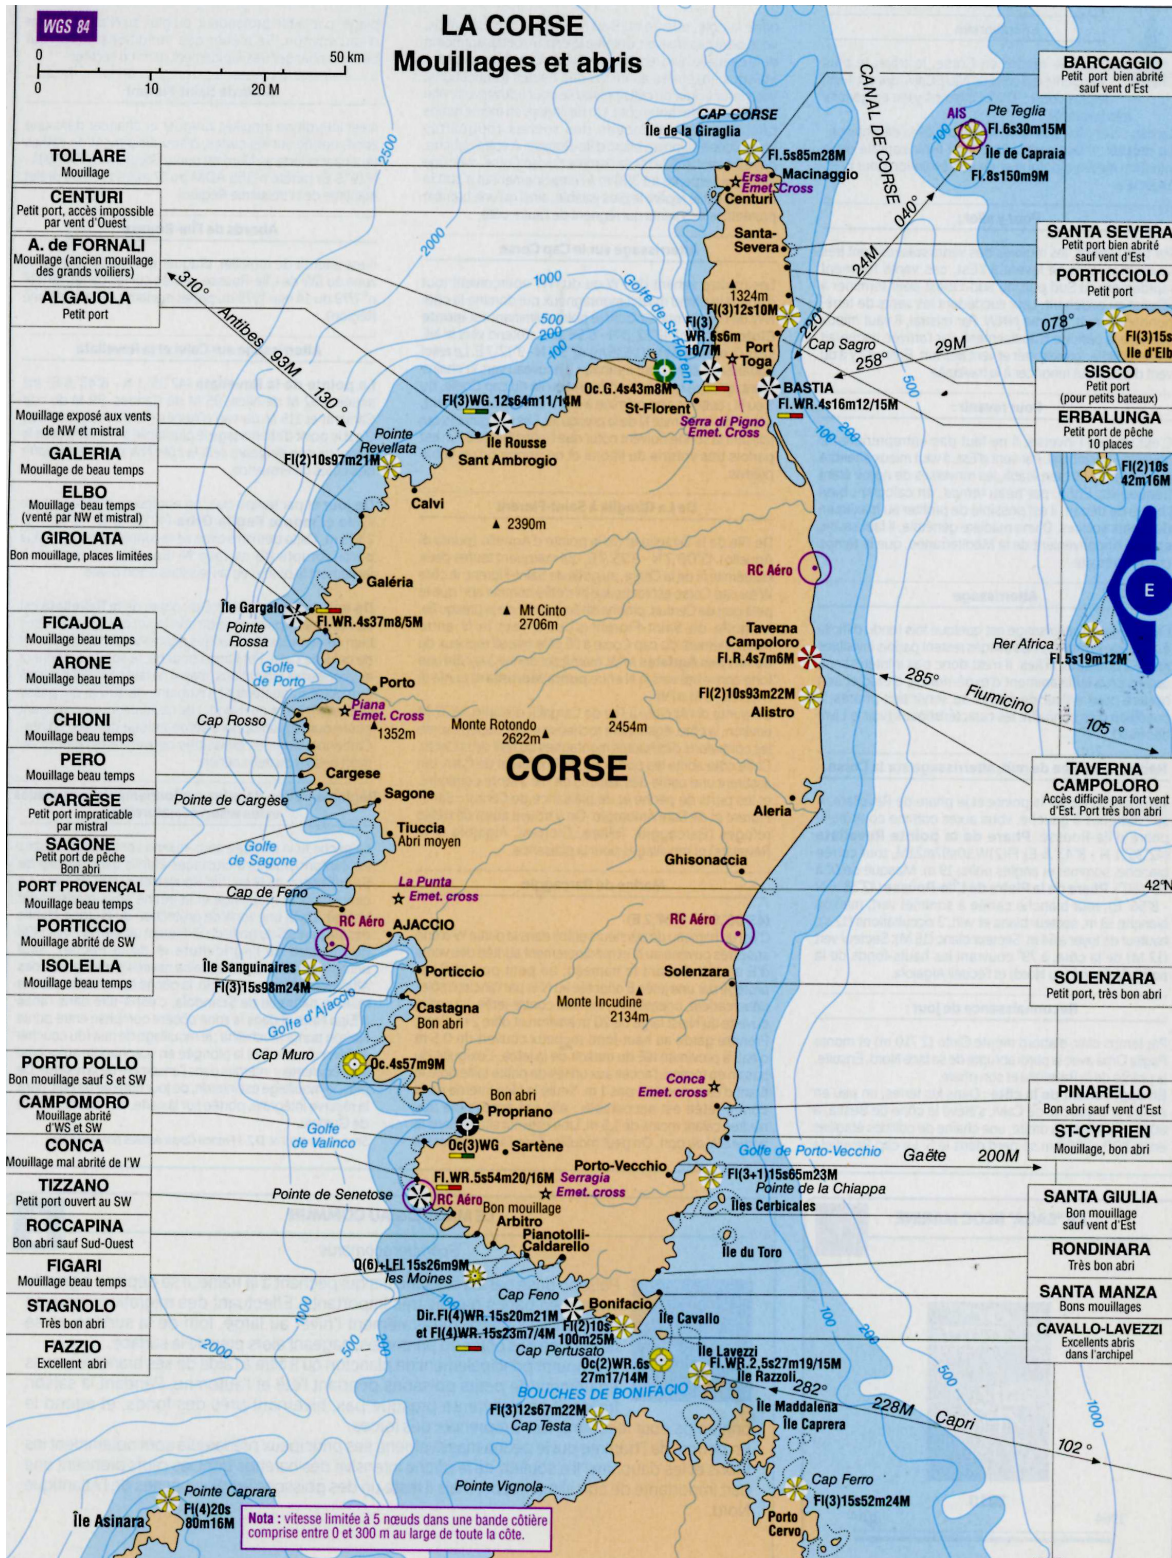 WGS 84
LA CORSE
Mouillages et abris
0
50 km
0
10
20 M
TOLLARE
Mouillage
CENTURI
Petit port, accès impossible
par vent d'Ouest
A. de FORNALI
Mouillage (ancien mouillage
des grands voiliers)
ALGAJOLA
Petit port
Mouillage exposé aux vents
de NW et mistral
GALERIA
Mouillage de beau temps
ELBO
Mouillage beau temps
(venté par NW et mistral)
GIROLATA
Bon mouillage, places limitées
FICAJOLA
Mouillage beau temps
ARONE
Mouillage beau temps
CHIONI
Mouillage beau temps
PERO
Mouillage beau temps
CARGÈSE
Petit port impraticable
par mistral
SAGONE
Petit port de pêche
Bon abri
PORT PROVENÇAL
Mouillage beau temps
PORTICCIO
Mouillage abrité de SW
ISOLELLA
Mouillage beau temps
PORTO POLLO
Bon mouillage sauf S et SW
CAMPOMORO
Mouillage abrité
d'WS et SW
CONCA
Mouillage mal abrité de l'W
TIZZANO
Petit port ouvert au SW
ROCCAPINA
Bon abri sauf Sud-Ouest
FIGARI
Mouillage beau temps
STAGNOLO
Très bon abri
FAZZIO
Excellent abri
BARCAGGIO
Petit port bien abrité
sauf vent d'Est
SANTA SEVERA
Petit port bien abrité
sauf vent d'Est
PORTICCIOLO
Petit port
SISCO
Petit port
(pour petits bateaux)
ERBALUNGA
Petit port de pêche
10 places
TAVERNA
CAMPOLORO
Accès difficile par fort vent
d'Est. Port très bon abri
SOLENZARA
Petit port, très bon abri
PINARELLO
Bon abri sauf vent d'Est
ST-CYPRIEN
Mouillage, bon abri
SANTA GIULIA
Bon mouillage
sauf vent d'Est
RONDINARA
Très bon abri
SANTA MANZA
Bons mouillages
CAVALLO-LAVEZZI
Excellents abris
dans l'archipel
CAP CORSE
Île de la Giraglia
Fl.5s85m28M
Ersa
Emet. Cross
Macinaggio
Centuri
CANAL DE CORSE
AIS
Pte Teglia
Fl.6s30m15M
Île de Capraia
Fl.8s150m9M
040°
24M
220°
Santa-
Severa
1324m
Fl(3)12s10M
Cap Sagro
078°
29M
258°
Fl(3)15s
Ile d'Elb
Fl(2)10s
42m16M
2500
2000
1000
500
200
100
Golfe de St-Florent
Fl(3)
WR.6s6m
10/7M
Port
Toga
Oc.G.4s43m8M
St-Florent
Serra di Pigno
Emet. Cross
BASTIA
Fl.WR.4s16m12/15M
310°
Antibes 93M
130 °
Fl(3)WG.12s64m11/14M
Île Rousse
Sant Ambrogio
Pointe
Revellata
Fl(2)10s97m21M
Calvi
2390m
Galéria
Île Gargalo
Fl.WR.4s37m8/5M
Pointe
Rossa
Mt Cinto
2706m
RC Aéro
Taverna
Campoloro
Fl.R.4s7m6M
Fl(2)10s93m22M
Alistro
E
Rer Africa
Fl.5s19m12M
285°
Fiumicino
105 °
Golfe
de Porto
Porto
Piana
Emet. Cross
Cap Rosso
1352m
Monte Rotondo
2622m
2454m
CORSE
Cargese
Pointe de Cargèse
Sagone
Tiuccia
Abri moyen
Golfe
de Sagone
Aleria
Ghisonaccia
42°N
La Punta
Emet. cross
Cap de Feno
RC Aéro
AJACCIO
RC Aéro
Île Sanguinaires
Fl(3)15s98m24M
Porticcio
Solenzara
Castagna
Bon abri
Golfe d'Ajaccio
Monte Incudine
2134m
Cap Muro
Oc.4s57m9M
Conca
Emet. cross
Bon abri
Propriano
Golfe
de Valinco
Oc(3)WG
Sartène
Golfe de Porto-Vecchio
Gaëte 200M
Porto-Vecchio
Fl(3+1)15s65m23M
Pointe de la Chiappa
Fl.WR.5s54m20/16M
Serragia
Emet. cross
Pointe de Senetose
RC Aéro
Bon mouillage
Arbitro
Îles Cerbicales
Pianotolli-
Caldarello
Île du Toro
Q(6)+LFl.15s26m9M
les Moines
Cap Feno
Dir.Fl(4)WR.15s20m21M
et Fl(4)WR.15s23m7/4M
Bonifacio
Fl(2)10s
100m25M
Cap Pertusato
Île Cavallo
Île Lavezzi
Oc(2)WR.6s
27m17/14M
Fl.WR.2,5s27m19/15M
Île Razzoli
BOUCHES DE BONIFACIO
282°
228M
Capri
102 °
1000
500
200
100
2000
Fl(3)12s67m22M
Cap Testa
Île Maddalena
Île Caprera
Pointe Vignola
Cap Ferro
Fl(3)15s52m24M
Porto
Cervo
Pointe Caprara
Fl(4)20s
80m16M
Île Asinara
Nota : vitesse limitée à 5 nœuds dans une bande côtière
comprise entre 0 et 300 m au large de toute la côte.